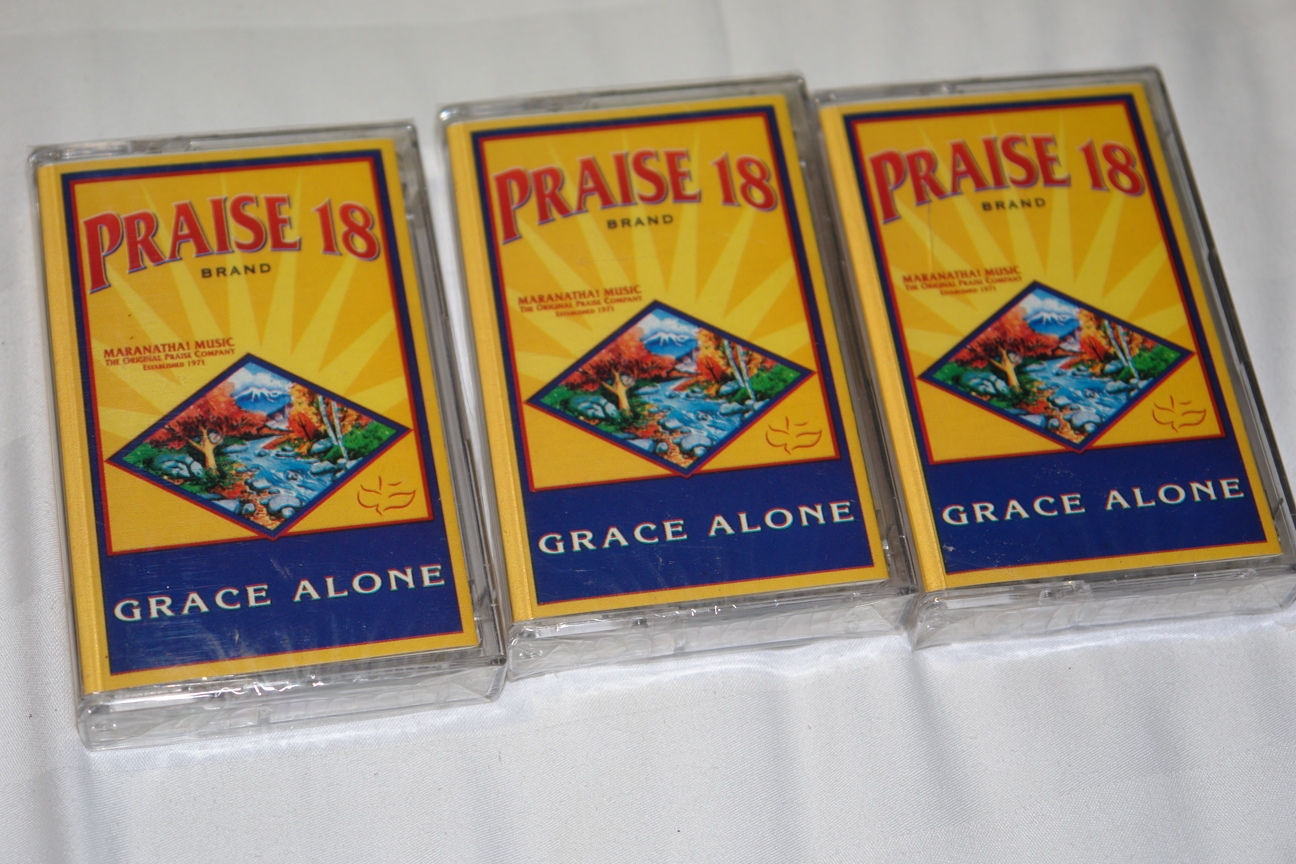 PRAISE 18
BRAND
MARANATHA! MUSIC
THE ORIGINAL PRAISE COMPANY
ESTABLISHED 1971
GRACE ALONE
PRAISE 18
BRAND
MARANATHA! MUSIC
THE ORIGINAL PRAISE COMPANY
ESTABLISHED 1971
GRACE ALONE
PRAISE 18
BRAND
MARANATHA! MUSIC
THE ORIGINAL PRAISE COMPANY
ESTABLISHED 1971
GRACE ALONE